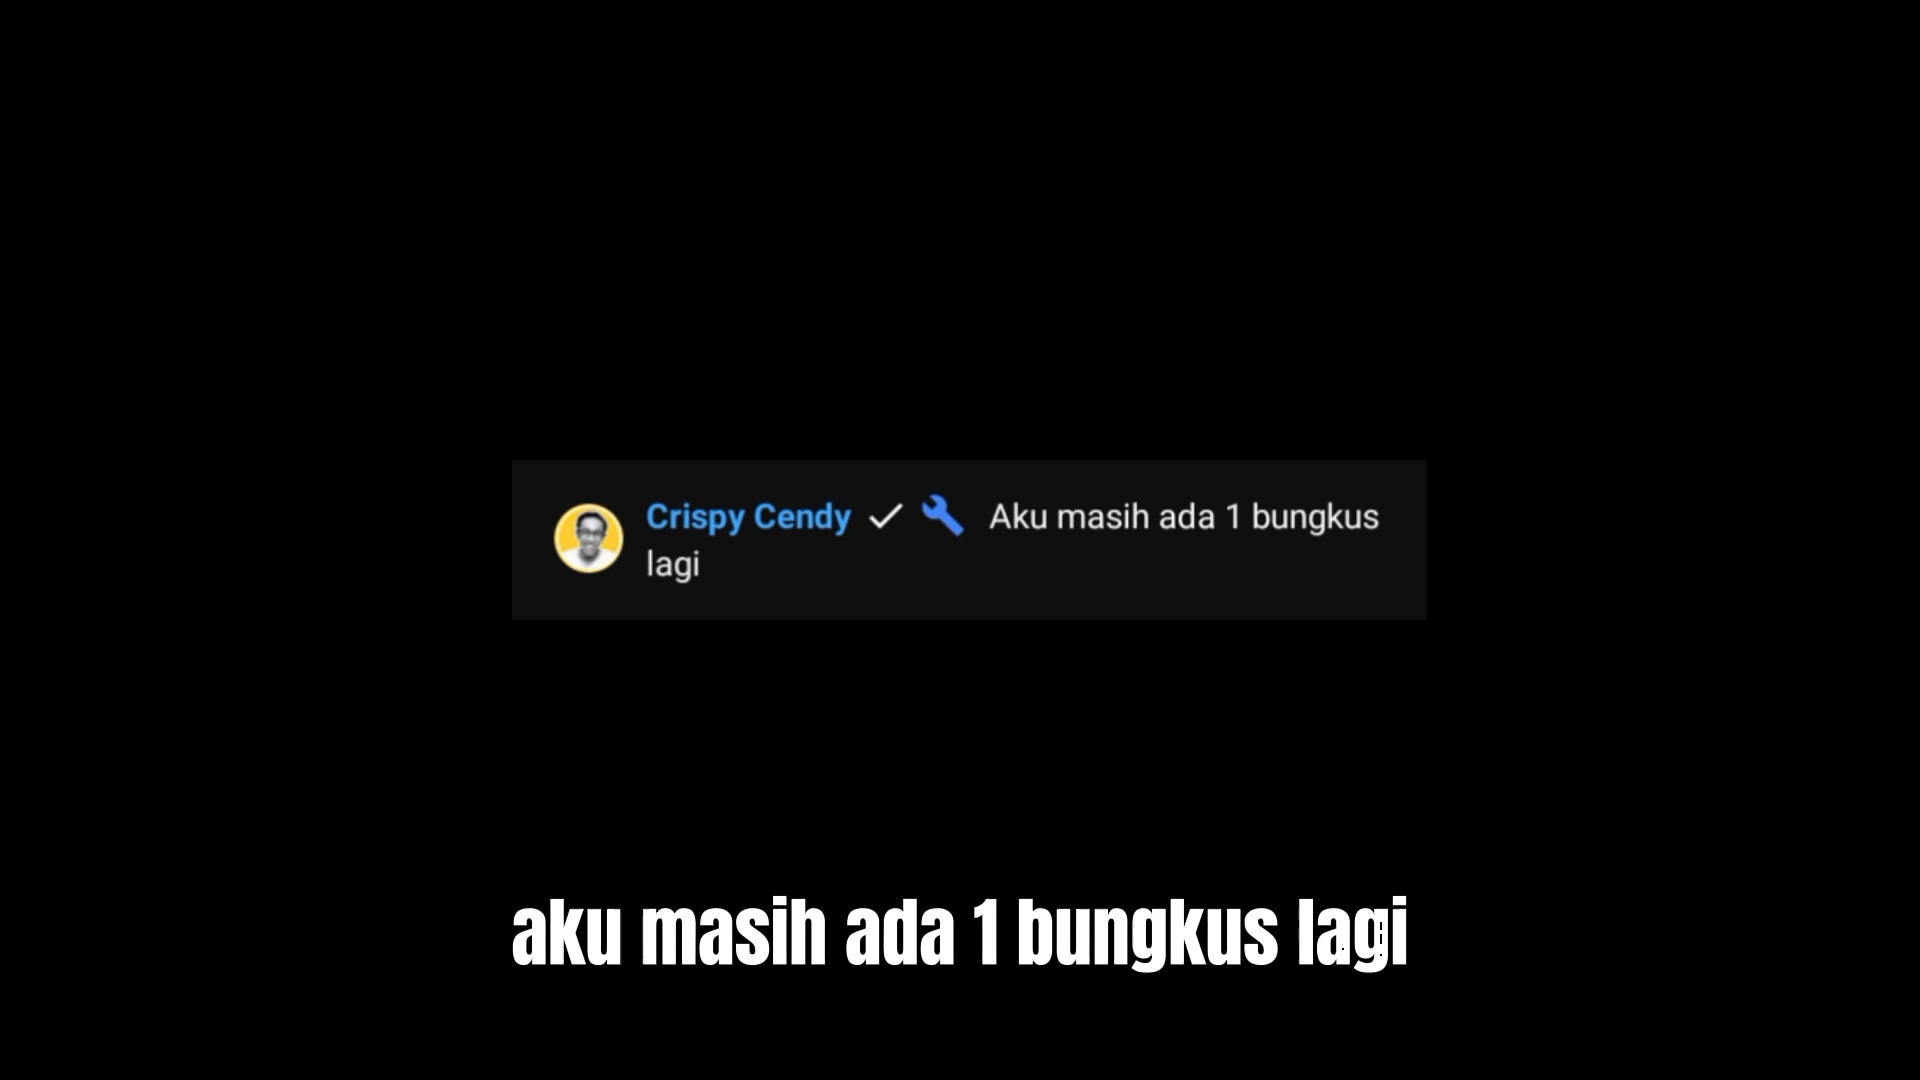 Crispy Cendy Aku masih ada 1 bungkus
lagi
aku masih ada 1 bungkus lagi